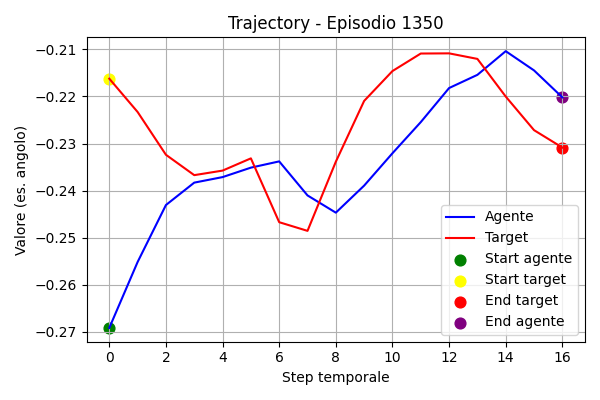 Trajectory - Episodio 1350
Valore (es. angolo)
−0.21
−0.22
−0.23
−0.24
−0.25
−0.26
−0.27
0 2 4 6 8 10 12 14 16
Step temporale
Agente
Target
Start agente
Start target
End target
End agente